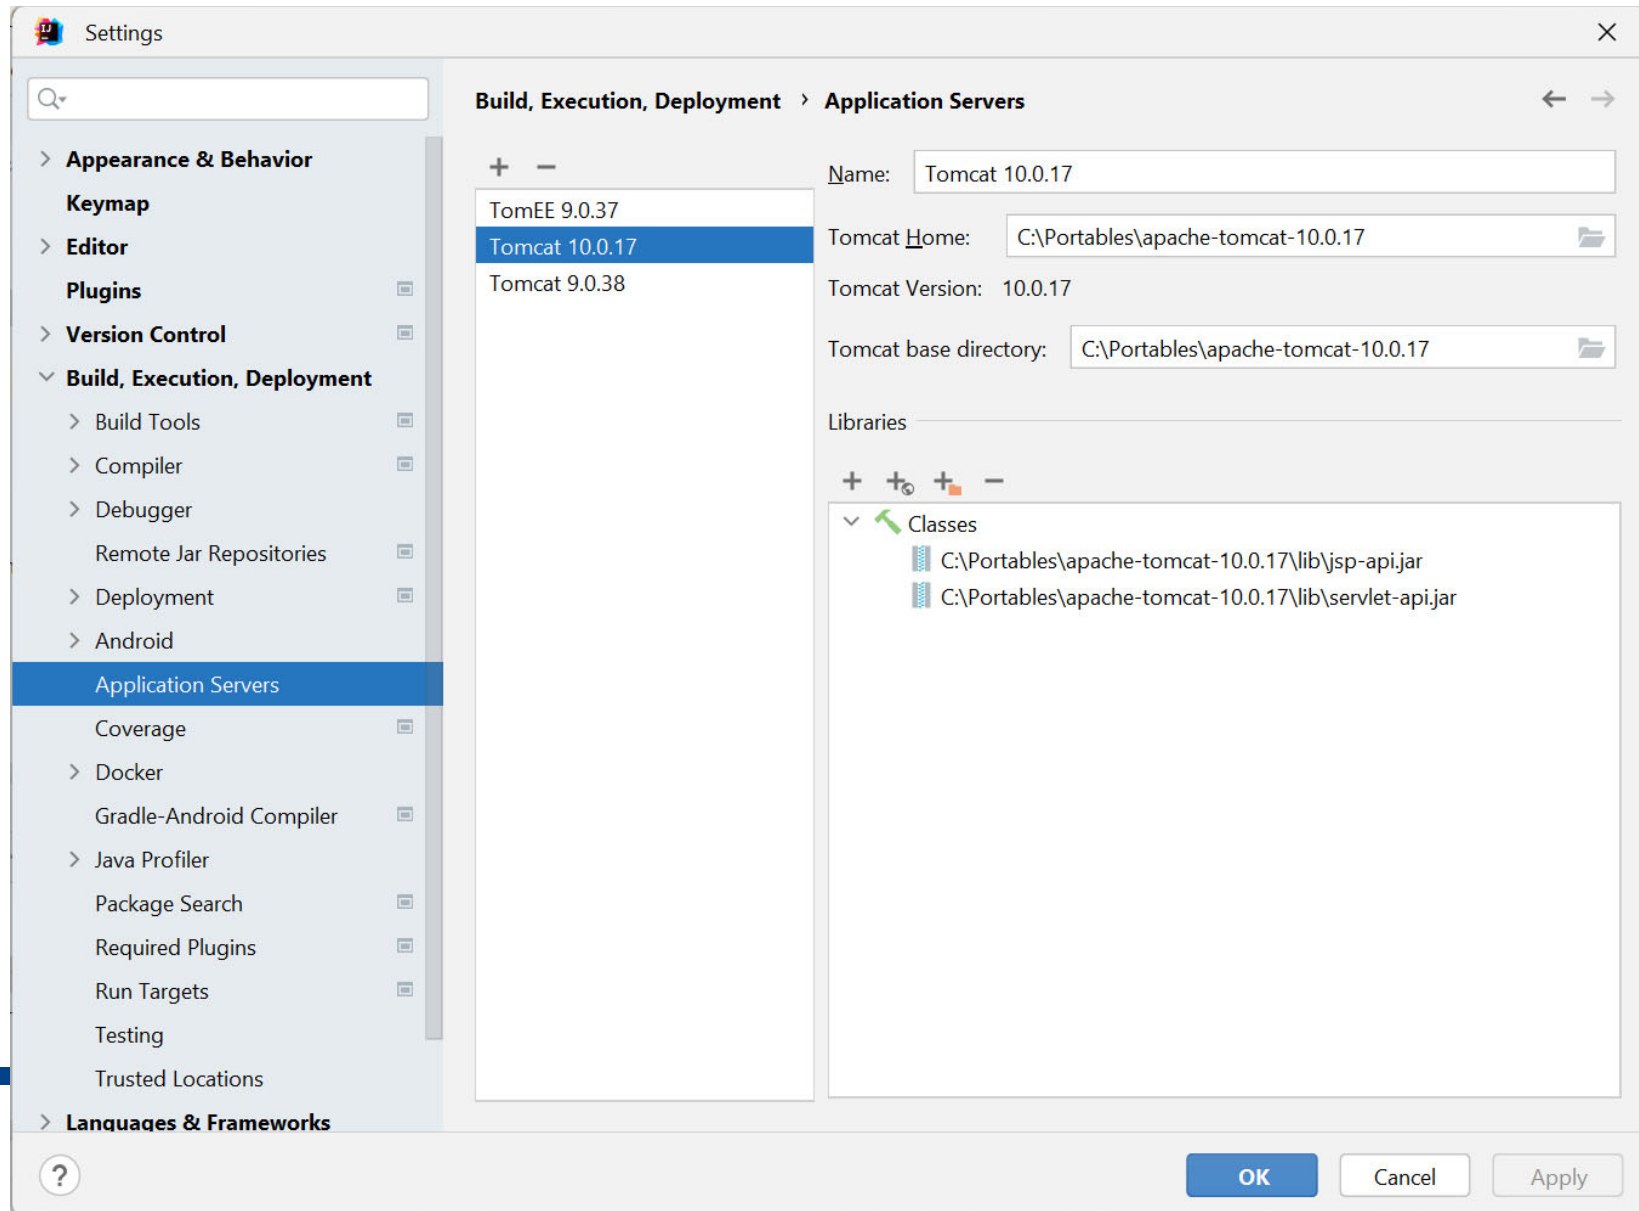 Settings
Appearance & Behavior
Keymap
Editor
Plugins
Version Control
Build, Execution, Deployment
Build Tools
Compiler
Debugger
Remote Jar Repositories
Deployment
Android
Application Servers
Coverage
Docker
Gradle-Android Compiler
Java Profiler
Package Search
Required Plugins
Run Targets
Testing
Trusted Locations
Languages & Frameworks
Build, Execution, Deployment › Application Servers
TomEE 9.0.37
Tomcat 10.0.17
Tomcat 9.0.38
Name: Tomcat 10.0.17
Tomcat Home: C:\Portables\apache-tomcat-10.0.17
Tomcat Version: 10.0.17
Tomcat base directory: C:\Portables\apache-tomcat-10.0.17
Libraries
Classes
C:\Portables\apache-tomcat-10.0.17\lib\jsp-api.jar
C:\Portables\apache-tomcat-10.0.17\lib\servlet-api.jar
? OK Cancel Apply